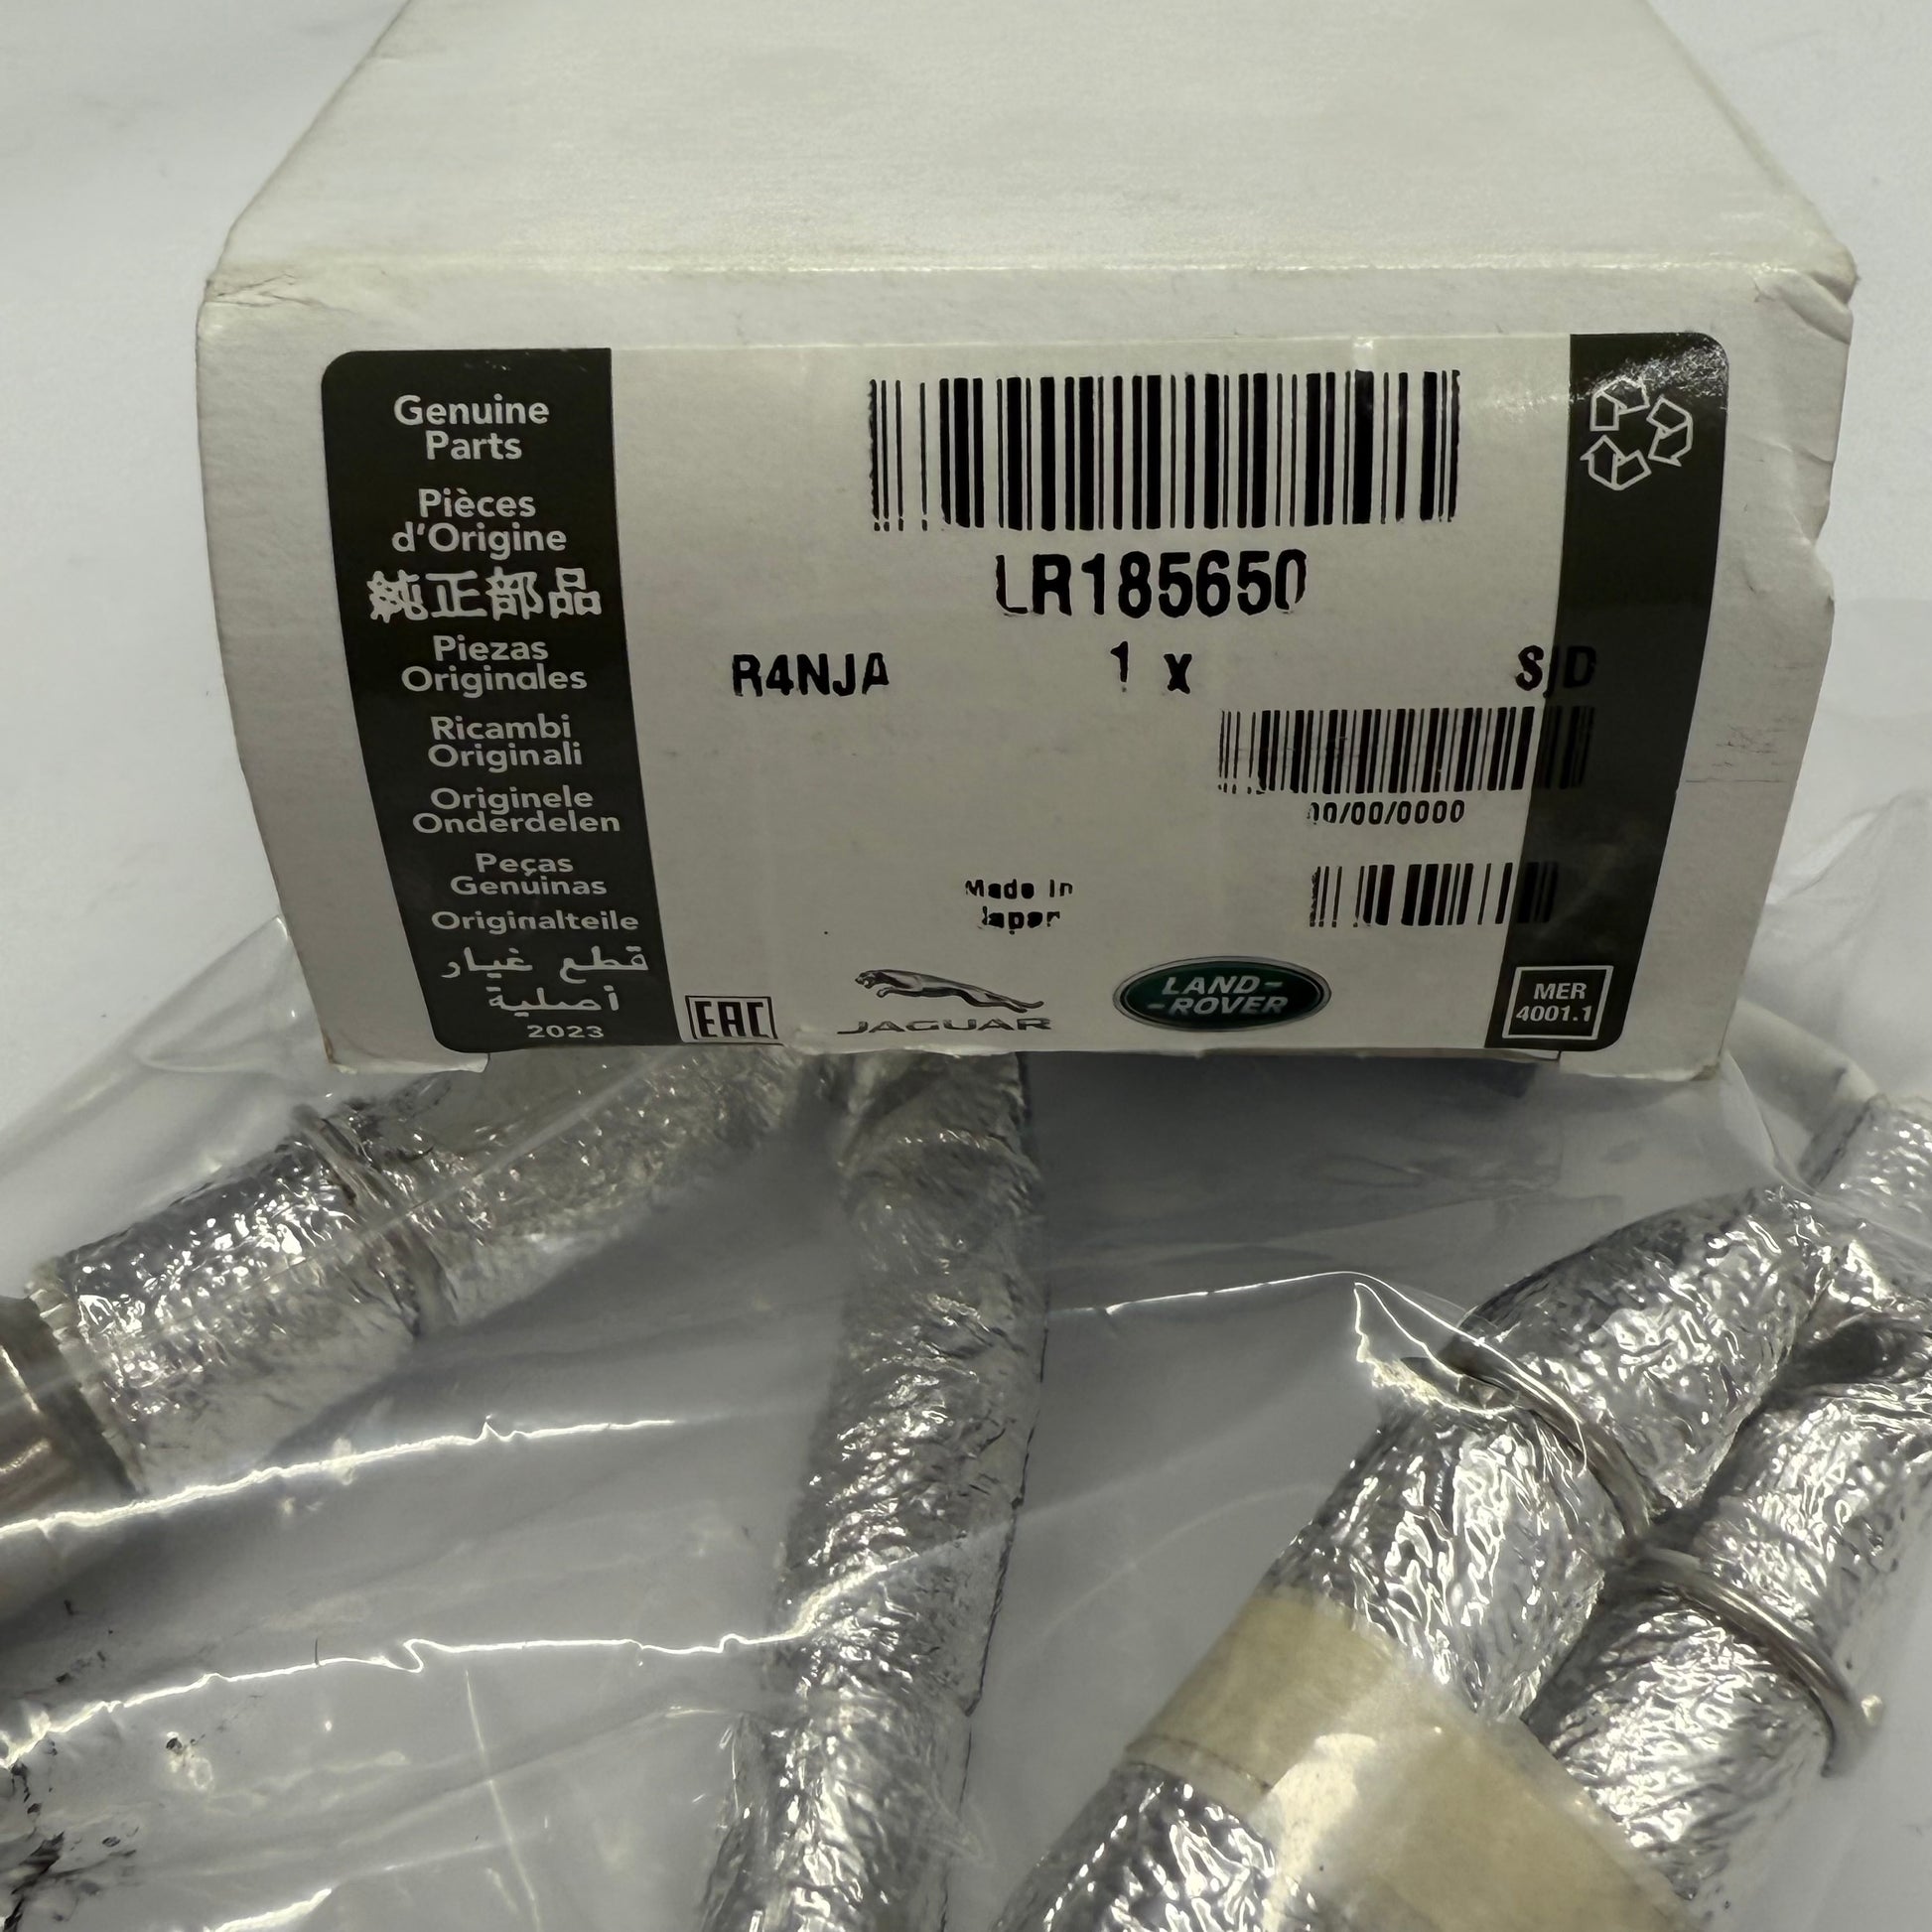 Genuine
Parts
Pièces
d'Origine
純正部品
Piezas
Originales
Ricambi
Originali
Originele
Onderdelen
Peças
Genuinas
Originalteile
قطع غيار
أصلية
2023
LR185650
R4NJA 1 x SJD
00/00/0000
Made In
Japan
EAC
JAGUAR
LAND-
-ROVER
MER
4001.1